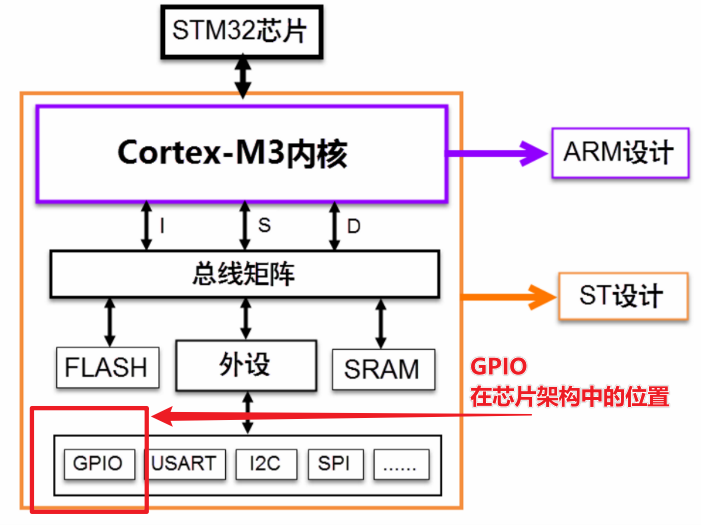 STM32芯片
Cortex-M3内核
ARM设计
I
S
D
总线矩阵
ST设计
FLASH
外设
SRAM
GPIO
在芯片架构中的位置
GPIO
USART
I2C
SPI
......